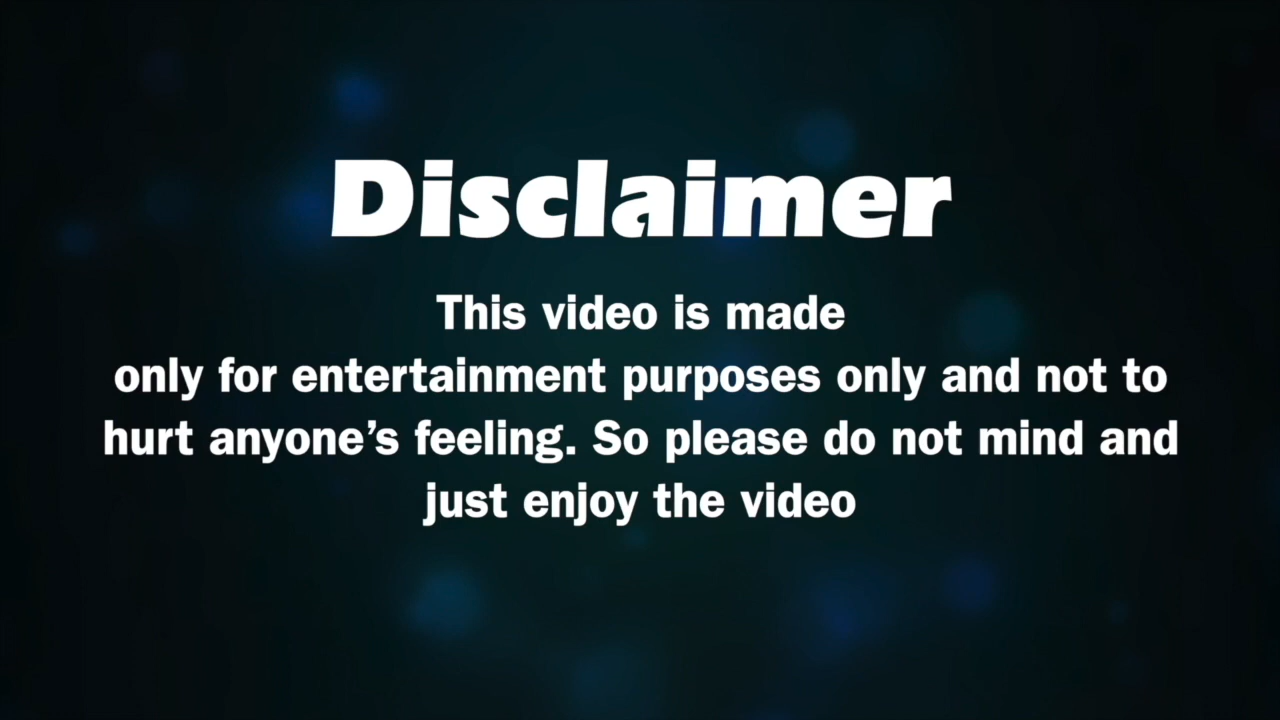 Disclaimer
This video is made
only for entertainment purposes only and not to
hurt anyone’s feeling. So please do not mind and
just enjoy the video